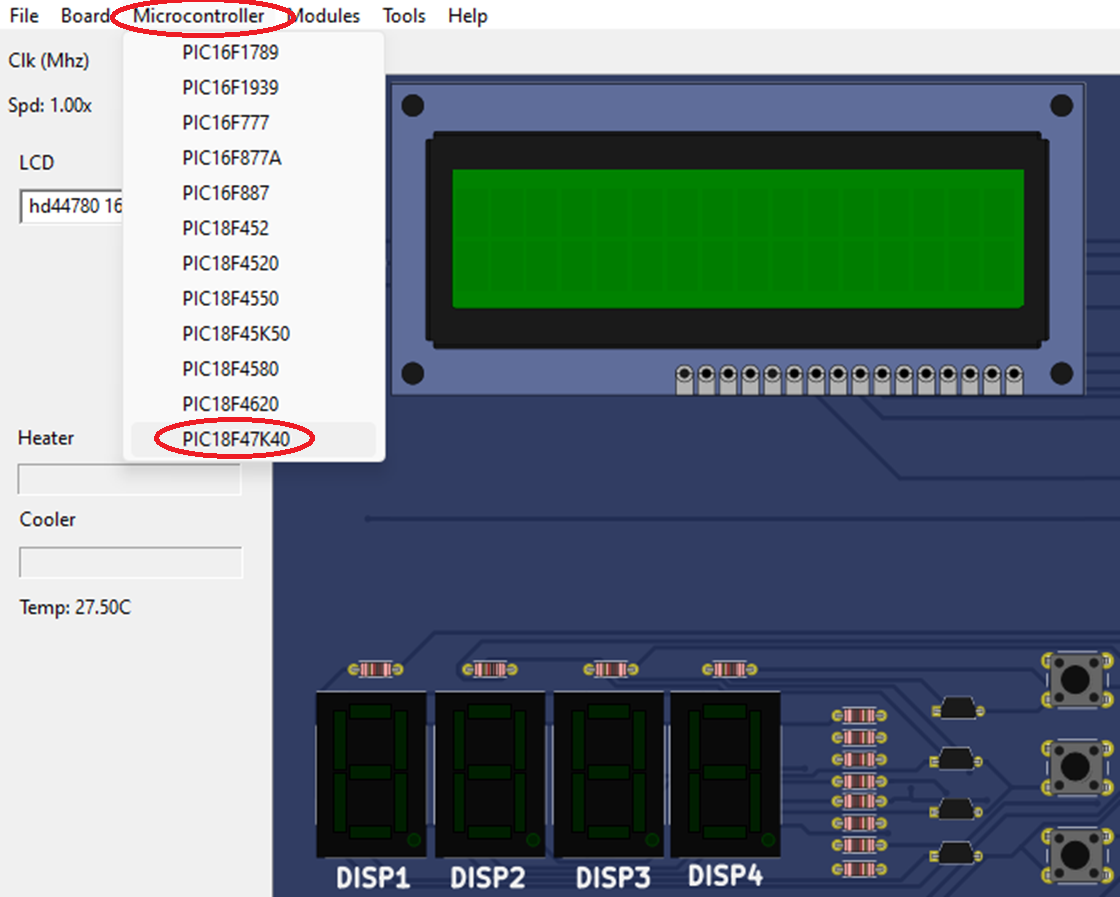 File Board Microcontroller Modules Tools Help
PIC16F1789
Clk (Mhz)
PIC16F1939
Spd: 1.00x
PIC16F777
PIC16F877A
LCD
PIC16F887
hd44780 16
PIC18F452
PIC18F4520
PIC18F4550
PIC18F45K50
PIC18F4580
PIC18F4620
PIC18F47K40
Heater
Cooler
Temp: 27.50C
DISP1 DISP2 DISP3 DISP4